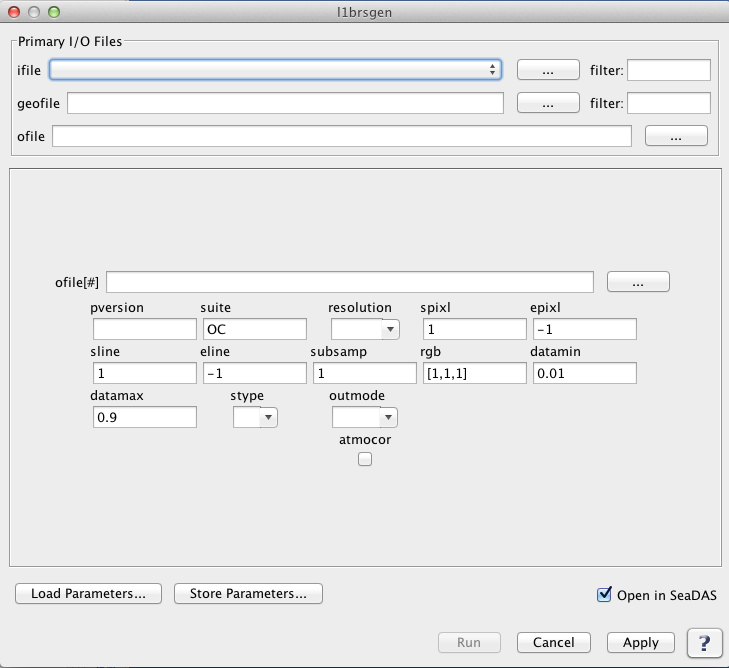 l1brsgen
Primary I/O Files
ifile ... filter:
geofile ... filter:
ofile ...
ofile[#] ...
pversion suite resolution spixl epixl
OC 1 -1
sline eline subsamp rgb datamin
1 -1 1 [1,1,1] 0.01
datamax stype outmode
0.9
atmocor
Load Parameters... Store Parameters... Open in SeaDAS
Run Cancel Apply ?